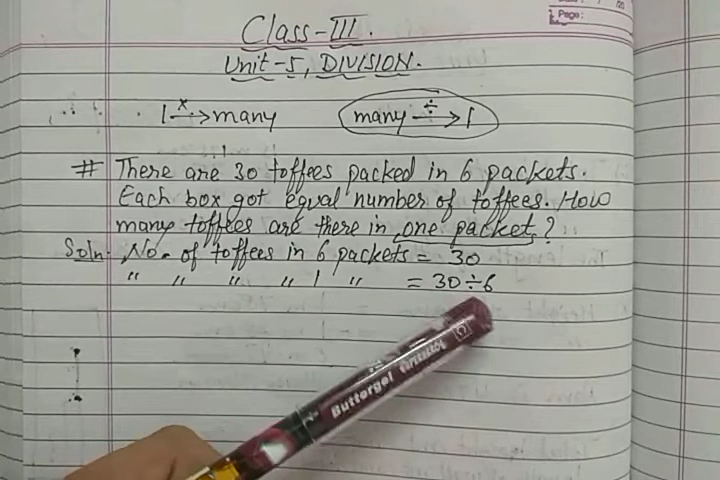 Page:
Class-III.
Unit-5, DIVISION.
1 —×→ many   many —÷→ 1
# There are 30 toffees packed in 6 packets.
Each box got equal number of toffees. How
many toffees are there in one packet?
Soln. No. of toffees in 6 packets = 30
" " " " 1 " = 30÷6
Buttergel